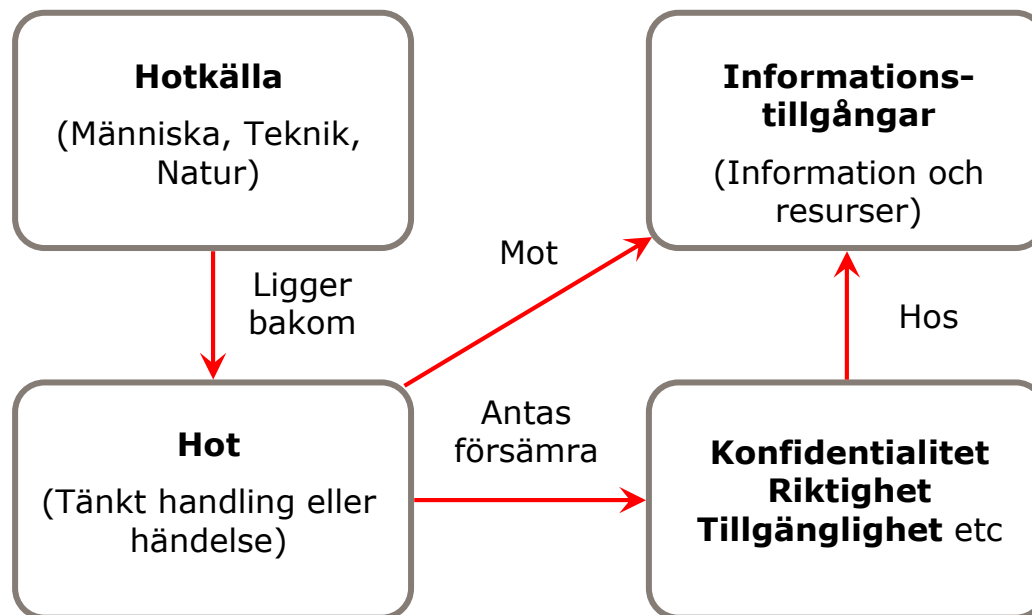 Hotkälla
(Människa, Teknik,
Natur)
Informations-
tillgångar
(Information och
resurser)
Ligger
bakom
Mot
Hos
Hot
(Tänkt handling eller
händelse)
Antas
försämra
Konfidentialitet
Riktighet
Tillgänglighet etc